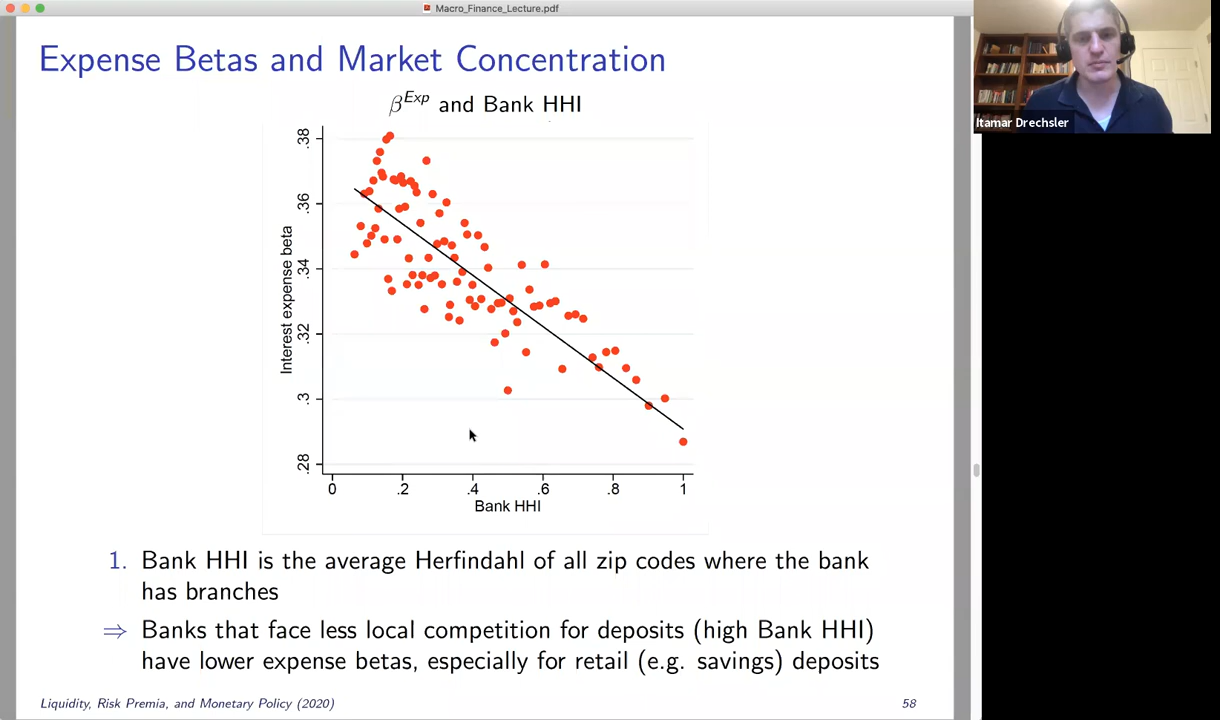 Macro_Finance_Lecture.pdf
Expense Betas and Market Concentration
β^Exp and Bank HHI
Interest expense beta
.38
.36
.34
.32
.3
.28
0 .2 .4 .6 .8 1
Bank HHI
1. Bank HHI is the average Herfindahl of all zip codes where the bank
has branches
⇒ Banks that face less local competition for deposits (high Bank HHI)
have lower expense betas, especially for retail (e.g. savings) deposits
Liquidity, Risk Premia, and Monetary Policy (2020) 58
Itamar Drechsler